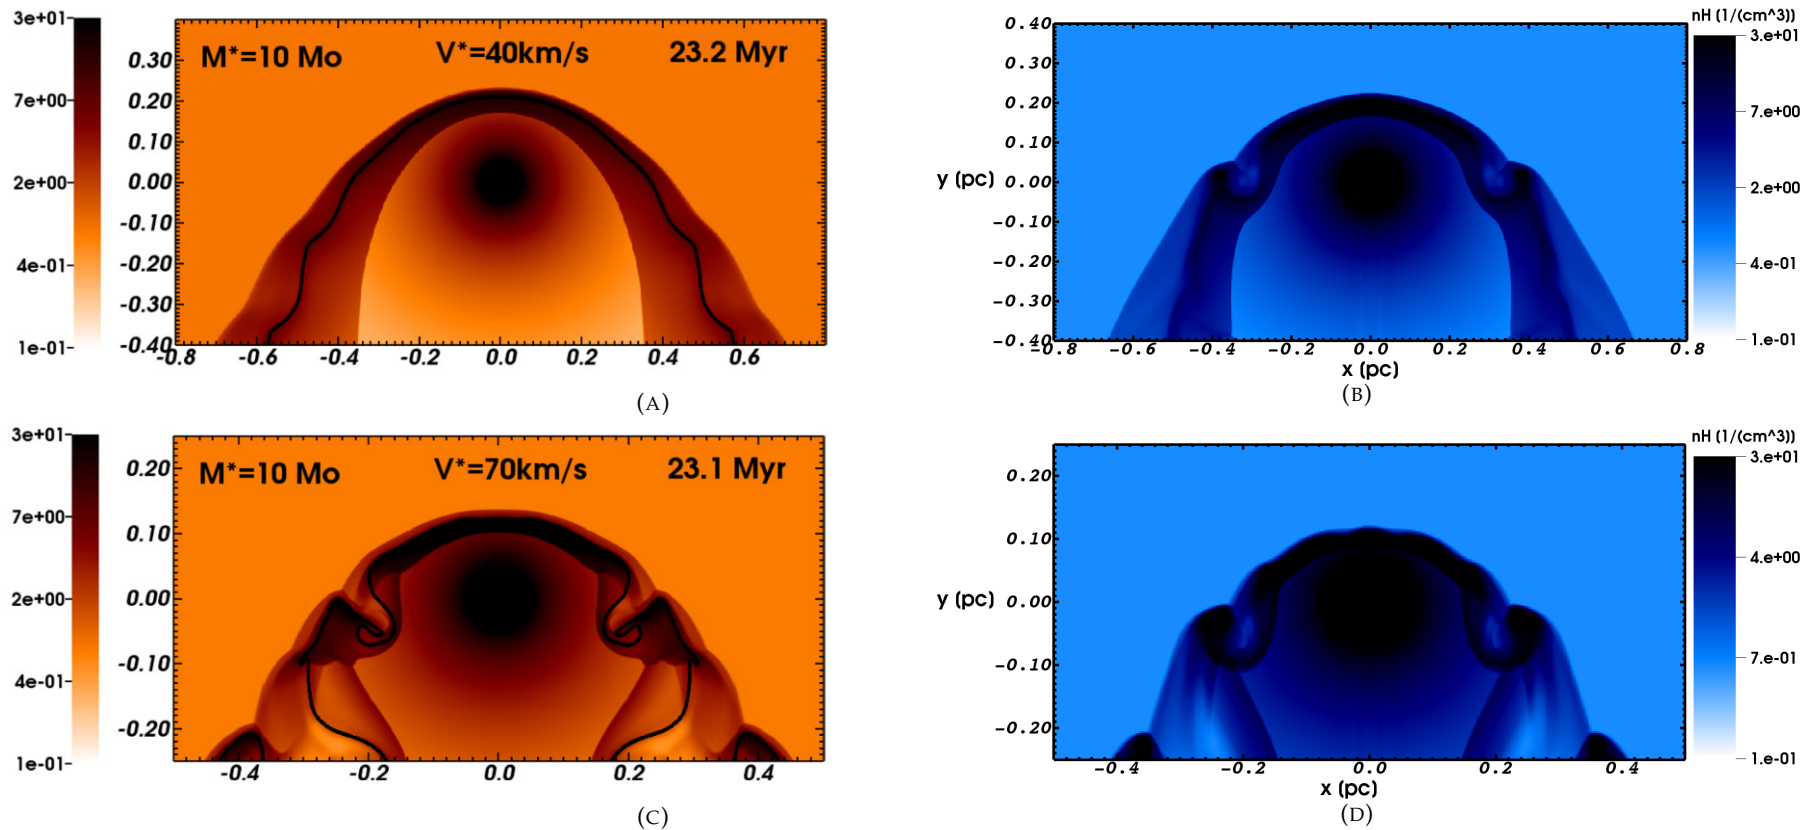 3e+01
7e+00
2e+00
4e-01
1e-01
M*=10 Mo V*=40km/s 23.2 Myr
0.30
0.20
0.10
0.00
-0.10
-0.20
-0.30
-0.40
-0.8 -0.6 -0.4 -0.2 0.0 0.2 0.4 0.6
(A)
nH [1/(cm^3)]
3.e+01
7.e+00
2.e+00
4.e-01
1.e-01
0.40
0.30
0.20
0.10
y [pc] 0.00
-0.10
-0.20
-0.30
-0.40
-0.8 -0.6 -0.4 -0.2 0.0 0.2 0.4 0.6 0.8
x [pc]
(B)
3e+01
7e+00
2e+00
4e-01
1e-01
M*=10 Mo V*=70km/s 23.1 Myr
0.20
0.10
0.00
-0.10
-0.20
-0.4 -0.2 0.0 0.2 0.4
(C)
nH [1/(cm^3)]
3.e+01
4.e+00
7.e-01
1.e-01
0.20
0.10
y [pc] 0.00
-0.10
-0.20
-0.4 -0.2 0.0 0.2 0.4
x [pc]
(D)